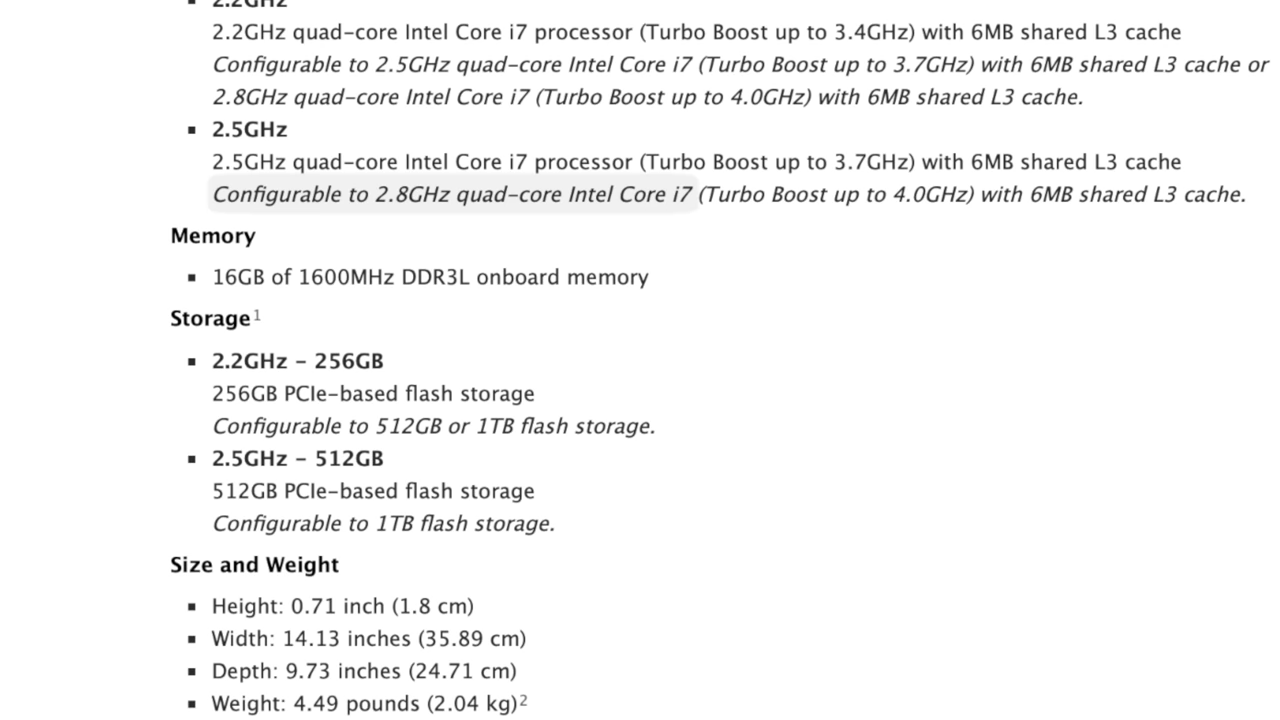 ▪ 2.2GHz
2.2GHz quad-core Intel Core i7 processor (Turbo Boost up to 3.4GHz) with 6MB shared L3 cache
Configurable to 2.5GHz quad-core Intel Core i7 (Turbo Boost up to 3.7GHz) with 6MB shared L3 cache or
2.8GHz quad-core Intel Core i7 (Turbo Boost up to 4.0GHz) with 6MB shared L3 cache.
▪ 2.5GHz
2.5GHz quad-core Intel Core i7 processor (Turbo Boost up to 3.7GHz) with 6MB shared L3 cache
Configurable to 2.8GHz quad-core Intel Core i7 (Turbo Boost up to 4.0GHz) with 6MB shared L3 cache.
Memory
▪ 16GB of 1600MHz DDR3L onboard memory
Storage¹
▪ 2.2GHz – 256GB
256GB PCIe-based flash storage
Configurable to 512GB or 1TB flash storage.
▪ 2.5GHz – 512GB
512GB PCIe-based flash storage
Configurable to 1TB flash storage.
Size and Weight
▪ Height: 0.71 inch (1.8 cm)
▪ Width: 14.13 inches (35.89 cm)
▪ Depth: 9.73 inches (24.71 cm)
▪ Weight: 4.49 pounds (2.04 kg)²